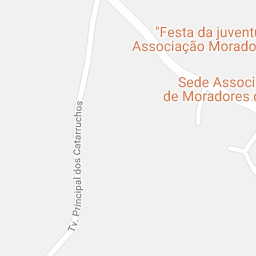 "Festa da juventu
Associação Morado
Sede Associ
de Moradores
Tv. Principal dos Catarruchos